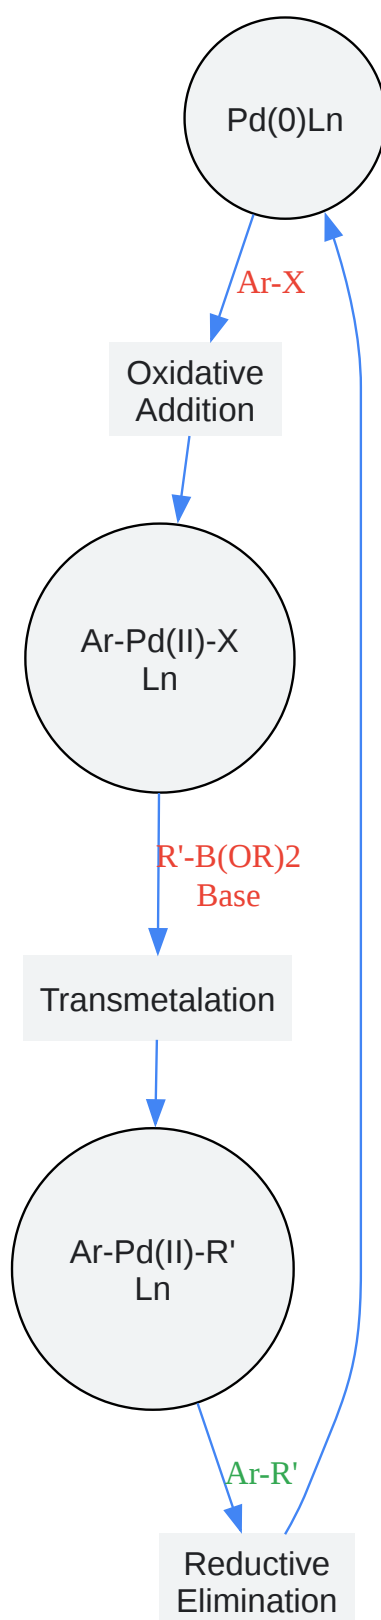 Pd(0)Ln
Ar-X
Oxidative
Addition
Ar-Pd(II)-X
Ln
R'-B(OR)2
Base
Transmetalation
Ar-Pd(II)-R'
Ln
Ar-R'
Reductive
Elimination